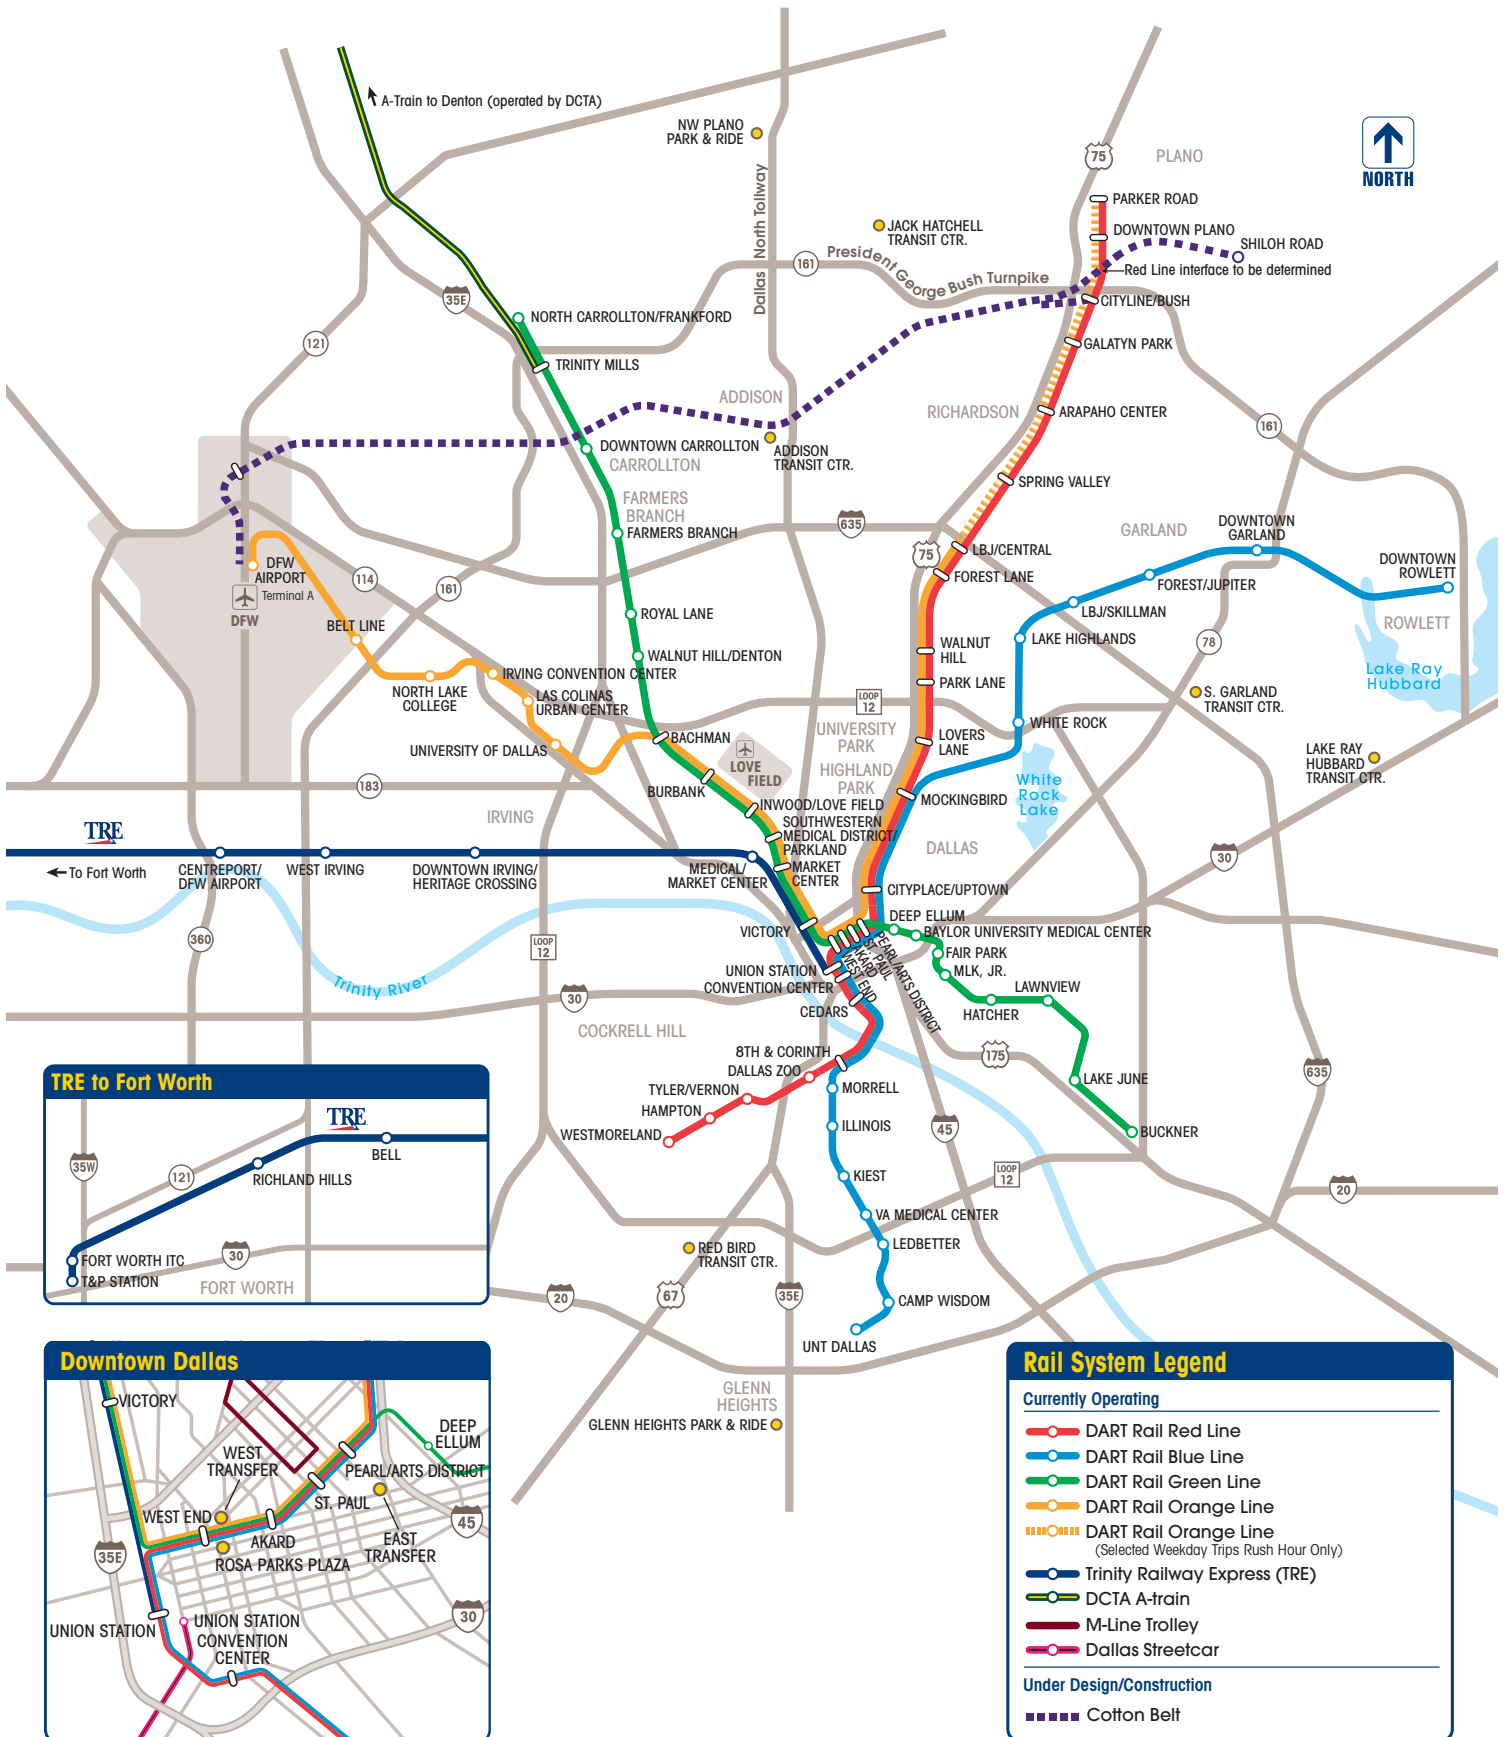 A-Train to Denton (operated by DCTA)
NW PLANO
PARK & RIDE
Dallas North Tollway
75
PLANO
NORTH
PARKER ROAD
JACK HATCHELL
TRANSIT CTR.
DOWNTOWN PLANO
SHILOH ROAD
161
President George Bush Turnpike
Red Line interface to be determined
35E
CITYLINE/BUSH
NORTH CARROLLTON/FRANKFORD
121
GALATYN PARK
TRINITY MILLS
ADDISON
RICHARDSON
ARAPAHO CENTER
161
DOWNTOWN CARROLLTON
ADDISON
TRANSIT CTR.
CARROLLTON
SPRING VALLEY
FARMERS
BRANCH
635
GARLAND
DOWNTOWN
GARLAND
FARMERS BRANCH
75
LBJ/CENTRAL
DOWNTOWN
ROWLETT
DFW
AIRPORT
Terminal A
DFW
114
161
FOREST LANE
FOREST/JUPITER
LBJ/SKILLMAN
ROYAL LANE
BELT LINE
ROWLETT
LAKE HIGHLANDS
78
WALNUT
HILL
WALNUT HILL/DENTON
Lake Ray
Hubbard
IRVING CONVENTION CENTER
PARK LANE
NORTH LAKE
COLLEGE
LAS COLINAS
URBAN CENTER
LOOP
12
S. GARLAND
TRANSIT CTR.
WHITE ROCK
UNIVERSITY
PARK
LOVERS
LANE
BACHMAN
UNIVERSITY OF DALLAS
LAKE RAY
HUBBARD
TRANSIT CTR.
LOVE
FIELD
HIGHLAND
PARK
183
BURBANK
White
Rock
Lake
MOCKINGBIRD
INWOOD/LOVE FIELD
IRVING
SOUTHWESTERN
MEDICAL DISTRICT/
PARKLAND
TRE
DALLAS
30
To Fort Worth
CENTREPORT/
DFW AIRPORT
WEST IRVING
DOWNTOWN IRVING/
HERITAGE CROSSING
MEDICAL/
MARKET CENTER
MARKET
CENTER
CITYPLACE/UPTOWN
DEEP ELLUM
VICTORY
BAYLOR UNIVERSITY MEDICAL CENTER
360
LOOP
12
FAIR PARK
PEARL/ARTS DISTRICT
ST. PAUL
AKARD
WEST END
UNION STATION
MLK, JR.
CONVENTION CENTER
Trinity River
LAWNVIEW
30
CEDARS
HATCHER
COCKRELL HILL
175
8TH & CORINTH
DALLAS ZOO
635
LAKE JUNE
TYLER/VERNON
MORRELL
HAMPTON
ILLINOIS
45
WESTMORELAND
BUCKNER
KIEST
LOOP
12
20
VA MEDICAL CENTER
LEDBETTER
RED BIRD
TRANSIT CTR.
20
67
35E
CAMP WISDOM
UNT DALLAS
GLENN
HEIGHTS
GLENN HEIGHTS PARK & RIDE
TRE to Fort Worth
TRE
BELL
35W
121
RICHLAND HILLS
30
FORT WORTH ITC
T&P STATION
FORT WORTH
Downtown Dallas
VICTORY
DEEP
ELLUM
WEST
TRANSFER
PEARL/ARTS DISTRICT
ST. PAUL
WEST END
45
AKARD
EAST
TRANSFER
35E
ROSA PARKS PLAZA
30
UNION STATION
UNION STATION
CONVENTION
CENTER
Rail System Legend
Currently Operating
DART Rail Red Line
DART Rail Blue Line
DART Rail Green Line
DART Rail Orange Line
DART Rail Orange Line
(Selected Weekday Trips Rush Hour Only)
Trinity Railway Express (TRE)
DCTA A-train
M-Line Trolley
Dallas Streetcar
Under Design/Construction
Cotton Belt